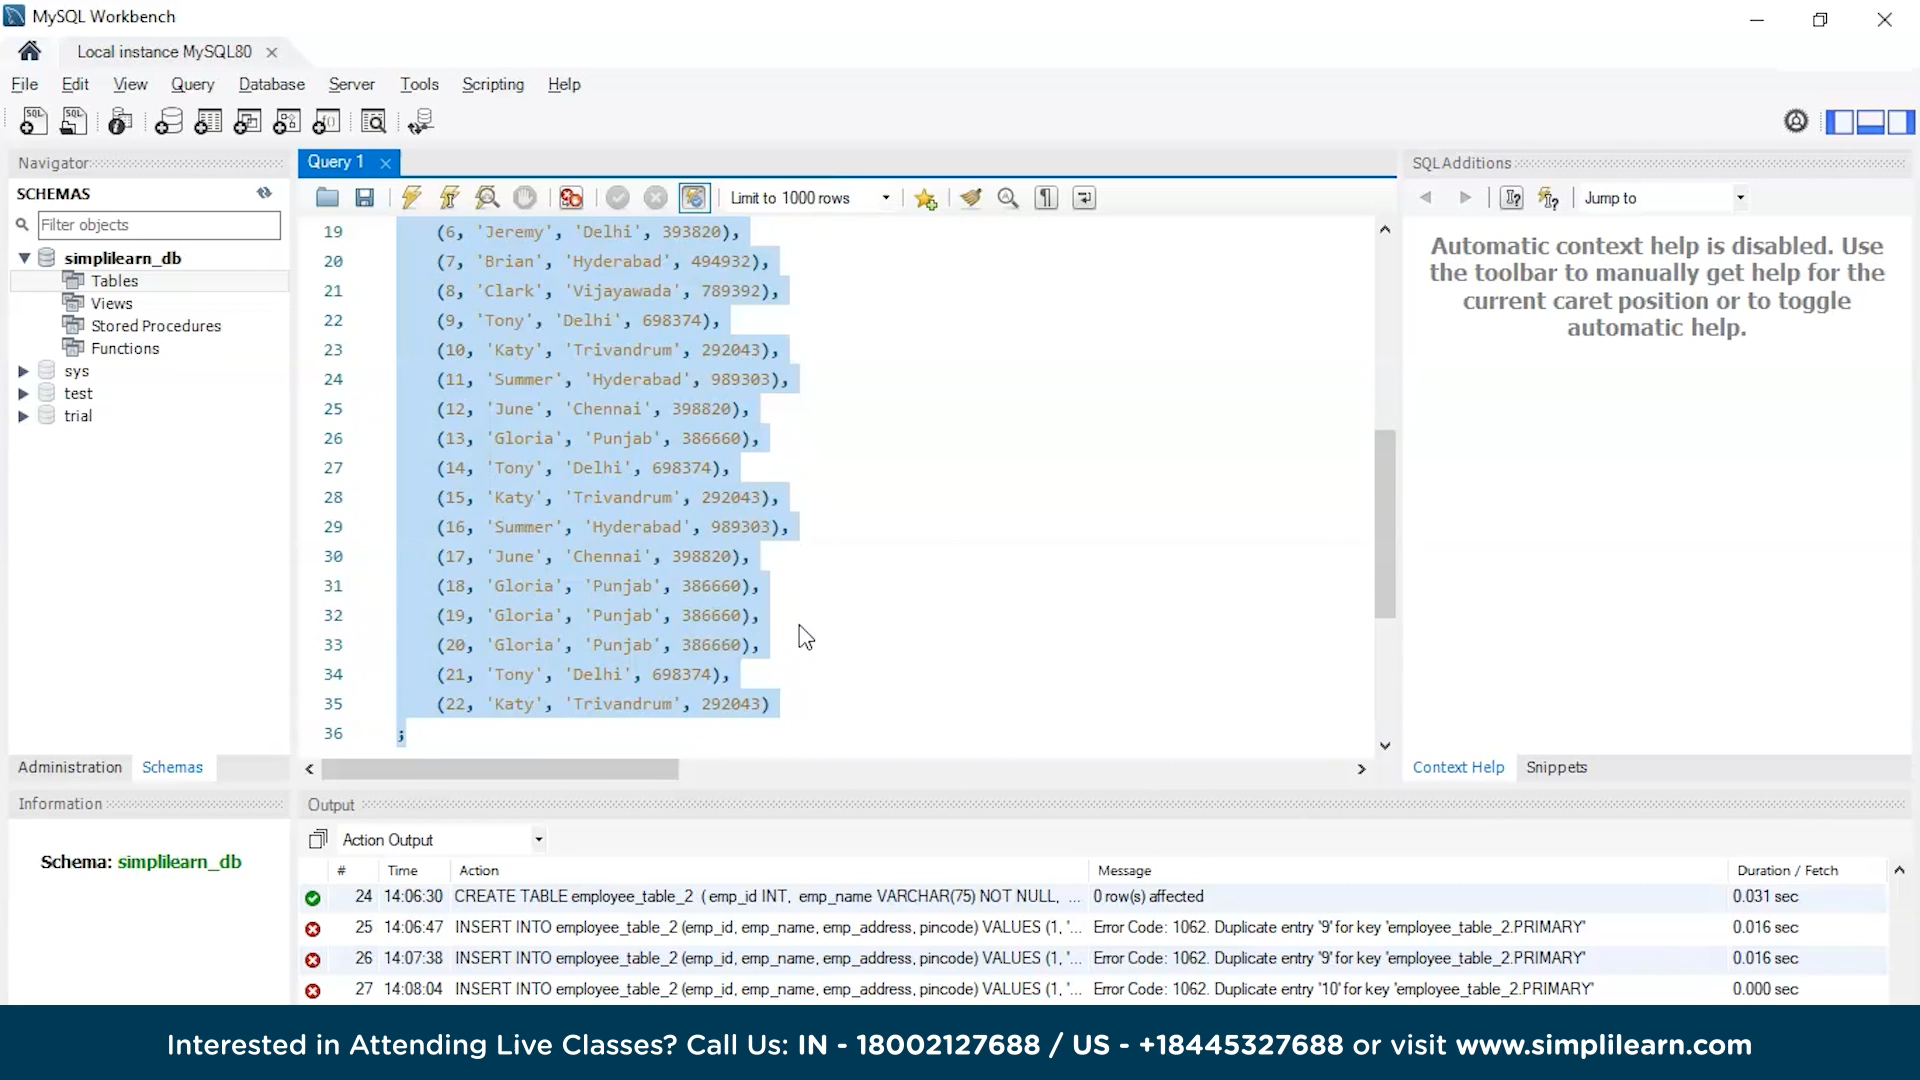 MySQL Workbench
Local instance MySQL80
File Edit View Query Database Server Tools Scripting Help
Navigator
SCHEMAS
Filter objects
simplilearn_db
Tables
Views
Stored Procedures
Functions
sys
test
trial
Administration Schemas
Information
Schema: simplilearn_db
Query 1
Limit to 1000 rows
19 (6, 'Jeremy', 'Delhi', 393820),
20 (7, 'Brian', 'Hyderabad', 494932),
21 (8, 'Clark', 'Vijayawada', 789392),
22 (9, 'Tony', 'Delhi', 698374),
23 (10, 'Katy', 'Trivandrum', 292043),
24 (11, 'Summer', 'Hyderabad', 989303),
25 (12, 'June', 'Chennai', 398820),
26 (13, 'Gloria', 'Punjab', 386660),
27 (14, 'Tony', 'Delhi', 698374),
28 (15, 'Katy', 'Trivandrum', 292043),
29 (16, 'Summer', 'Hyderabad', 989303),
30 (17, 'June', 'Chennai', 398820),
31 (18, 'Gloria', 'Punjab', 386660),
32 (19, 'Gloria', 'Punjab', 386660),
33 (20, 'Gloria', 'Punjab', 386660),
34 (21, 'Tony', 'Delhi', 698374),
35 (22, 'Katy', 'Trivandrum', 292043)
36 ;
SQLAdditions
Jump to
Automatic context help is disabled. Use
the toolbar to manually get help for the
current caret position or to toggle
automatic help.
Context Help Snippets
Output
Action Output
# Time Action Message Duration / Fetch
24 14:06:30 CREATE TABLE employee_table_2 ( emp_id INT, emp_name VARCHAR(75) NOT NULL, ... 0 row(s) affected 0.031 sec
25 14:06:47 INSERT INTO employee_table_2 (emp_id, emp_name, emp_address, pincode) VALUES (1, '... Error Code: 1062. Duplicate entry '9' for key 'employee_table_2.PRIMARY' 0.016 sec
26 14:07:38 INSERT INTO employee_table_2 (emp_id, emp_name, emp_address, pincode) VALUES (1, '... Error Code: 1062. Duplicate entry '9' for key 'employee_table_2.PRIMARY' 0.016 sec
27 14:08:04 INSERT INTO employee_table_2 (emp_id, emp_name, emp_address, pincode) VALUES (1, '... Error Code: 1062. Duplicate entry '10' for key 'employee_table_2.PRIMARY' 0.000 sec
Interested in Attending Live Classes? Call Us: IN - 18002127688 / US - +18445327688 or visit www.simplilearn.com